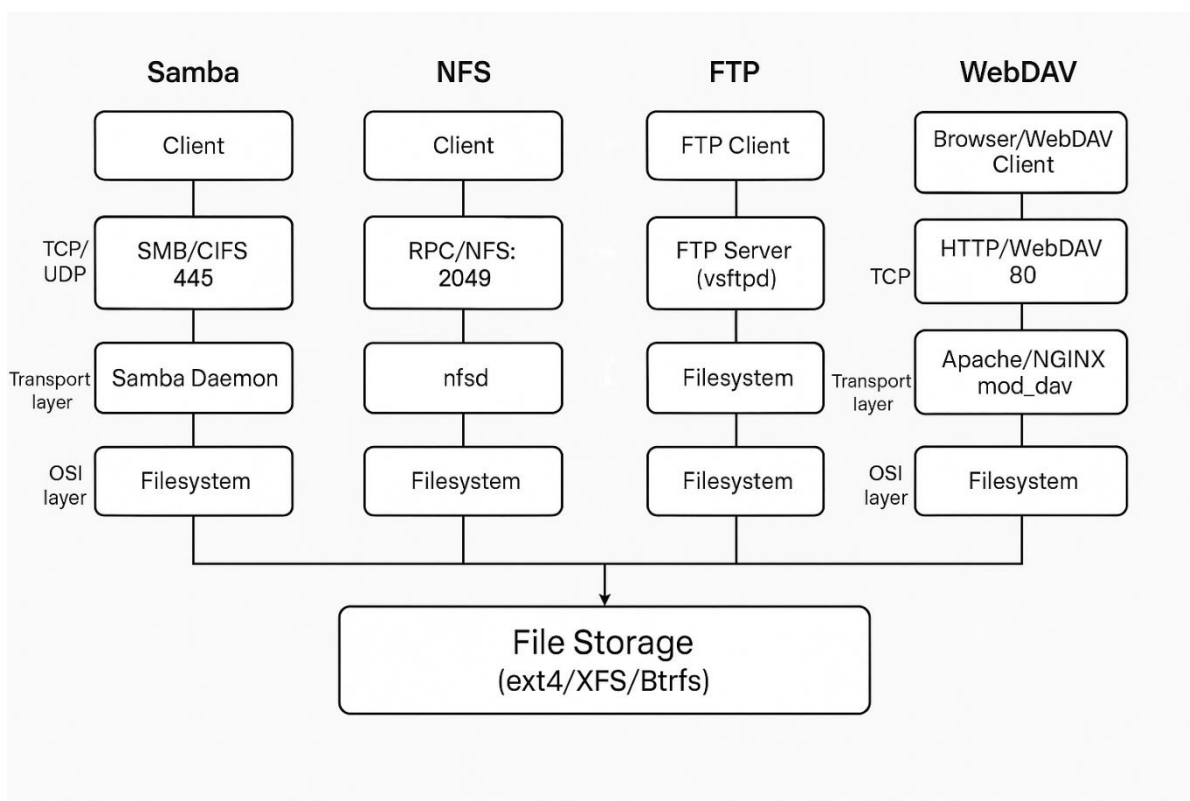 Samba
NFS
FTP
WebDAV
Client
Client
FTP Client
Browser/WebDAV
Client
TCP/
UDP
SMB/CIFS
445
RPC/NFS:
2049
FTP Server
(vsftpd)
TCP
HTTP/WebDAV
80
Transport
layer
Samba Daemon
nfsd
Filesystem
Transport
layer
Apache/NGINX
mod_dav
OSI
layer
Filesystem
Filesystem
Filesystem
OSI
layer
Filesystem
File Storage
(ext4/XFS/Btrfs)